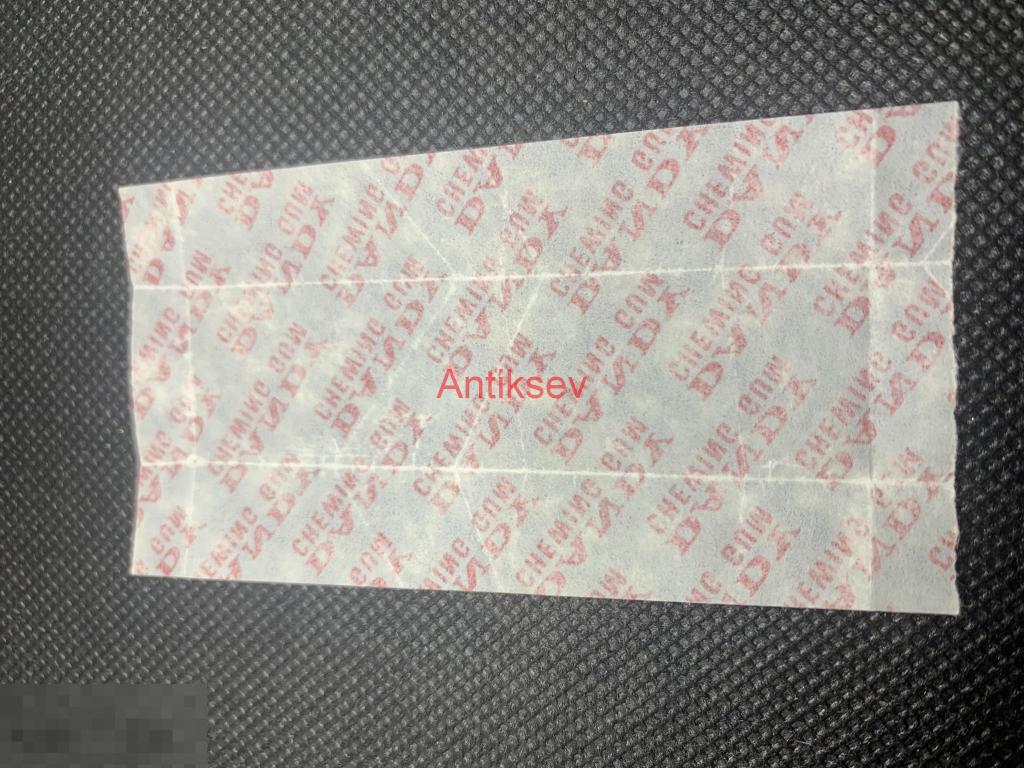 CHEWING GUM
DANDY
Antiksev